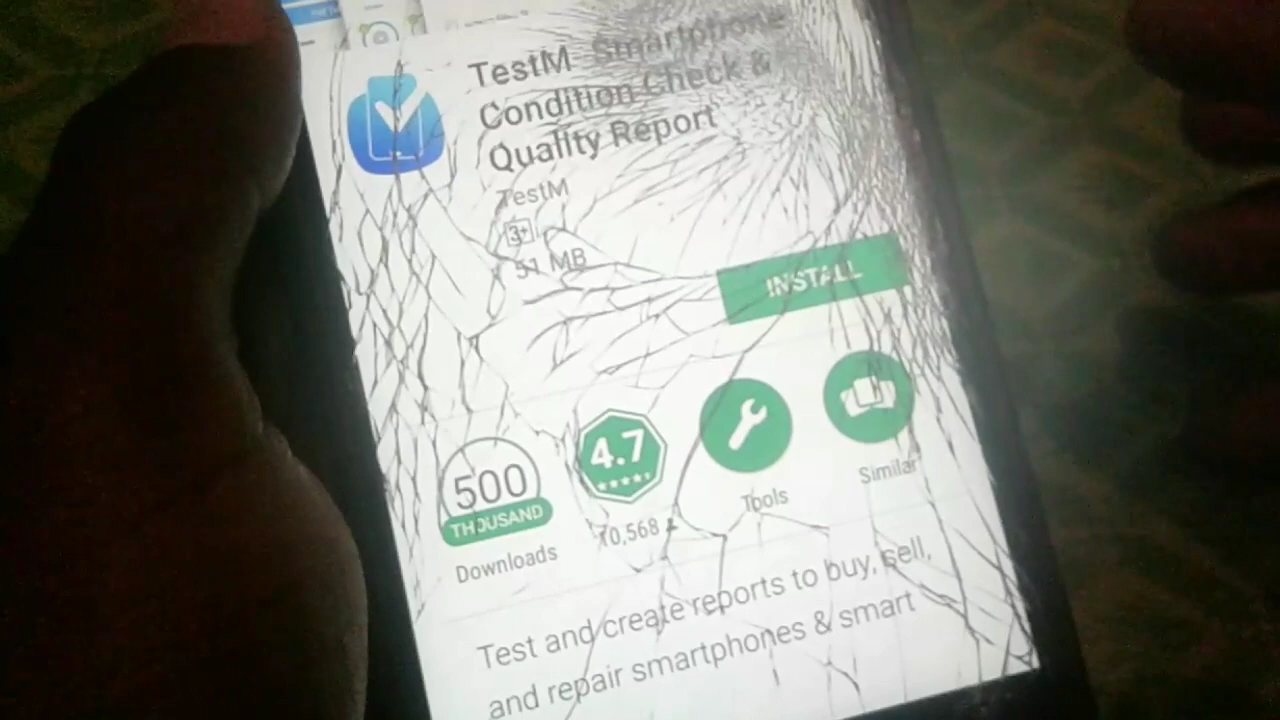 TestM- Smartphone
Condition Check &
Quality Report
TestM
3+
51 MB
INSTALL
500
THOUSAND
Downloads
4.7
10,568
Tools
Similar
Test and create reports to buy, sell,
and repair smartphones & smart